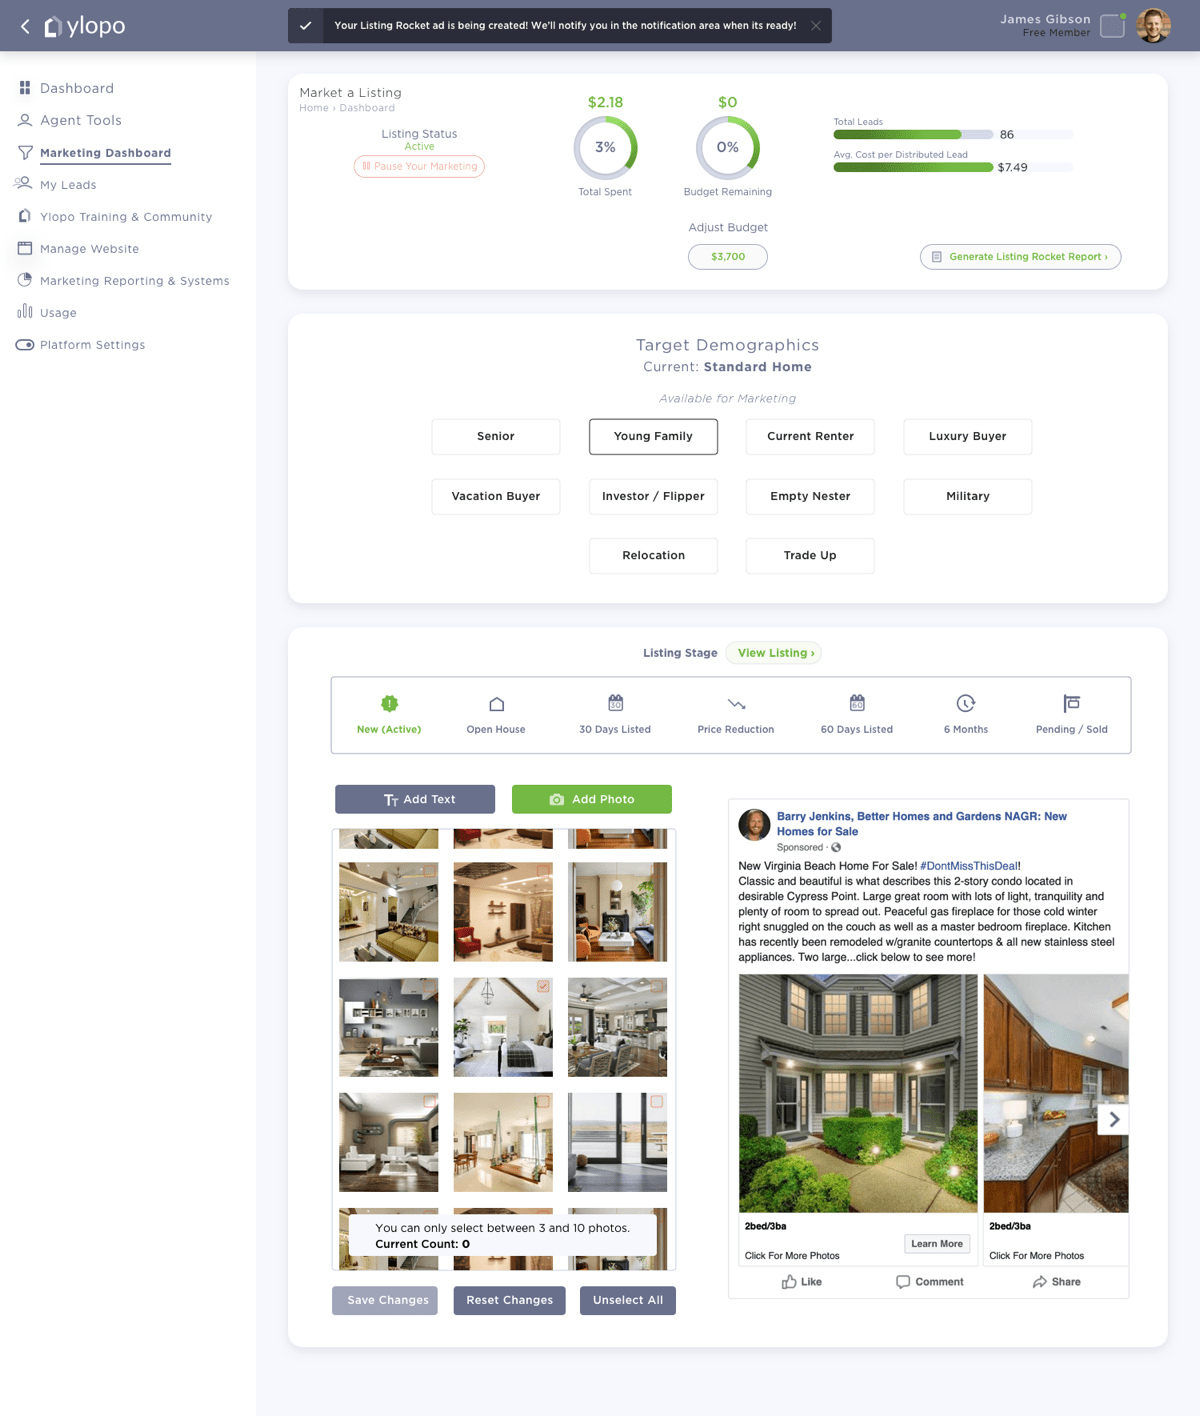 ylopo
Your Listing Rocket ad is being created! We'll notify you in the notification area when its ready!
James Gibson
Free Member
Dashboard
Agent Tools
Marketing Dashboard
My Leads
Ylopo Training & Community
Manage Website
Marketing Reporting & Systems
Usage
Platform Settings
Market a Listing
Home › Dashboard
Listing Status
Active
Pause Your Marketing
$2.18
3%
Total Spent
$0
0%
Budget Remaining
Adjust Budget
$3,700
Total Leads
86
Avg. Cost per Distributed Lead
$7.49
Generate Listing Rocket Report ›
Target Demographics
Current: Standard Home
Available for Marketing
Senior
Young Family
Current Renter
Luxury Buyer
Vacation Buyer
Investor / Flipper
Empty Nester
Military
Relocation
Trade Up
Listing Stage
View Listing ›
New (Active)
Open House
30
30 Days Listed
Price Reduction
60
60 Days Listed
6 Months
Pending / Sold
Add Text
Add Photo
You can only select between 3 and 10 photos.
Current Count: 0
Save Changes
Reset Changes
Unselect All
Barry Jenkins, Better Homes and Gardens NAGR: New
Homes for Sale
Sponsored ·
New Virginia Beach Home For Sale! #DontMissThisDeal!
Classic and beautiful is what describes this 2-story condo located in
desirable Cypress Point. Large great room with lots of light, tranquility and
plenty of room to spread out. Peaceful gas fireplace for those cold winter
right snuggled on the couch as well as a master bedroom fireplace. Kitchen
has recently been remodeled w/granite countertops & all new stainless steel
appliances. Two large...click below to see more!
2bed/3ba
Learn More
Click For More Photos
2bed/3ba
Click For More Photos
Like
Comment
Share